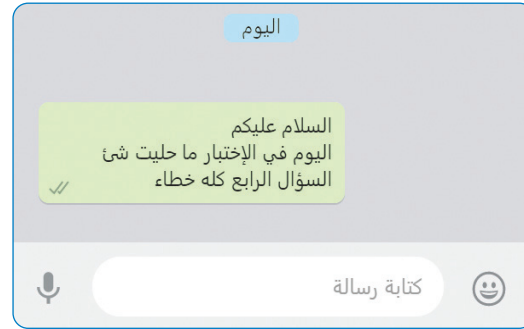 اليوم
السلام عليكم
اليوم في الإختبار ما حليت شئ
السؤال الرابع كله خطاء
كتابة رسالة